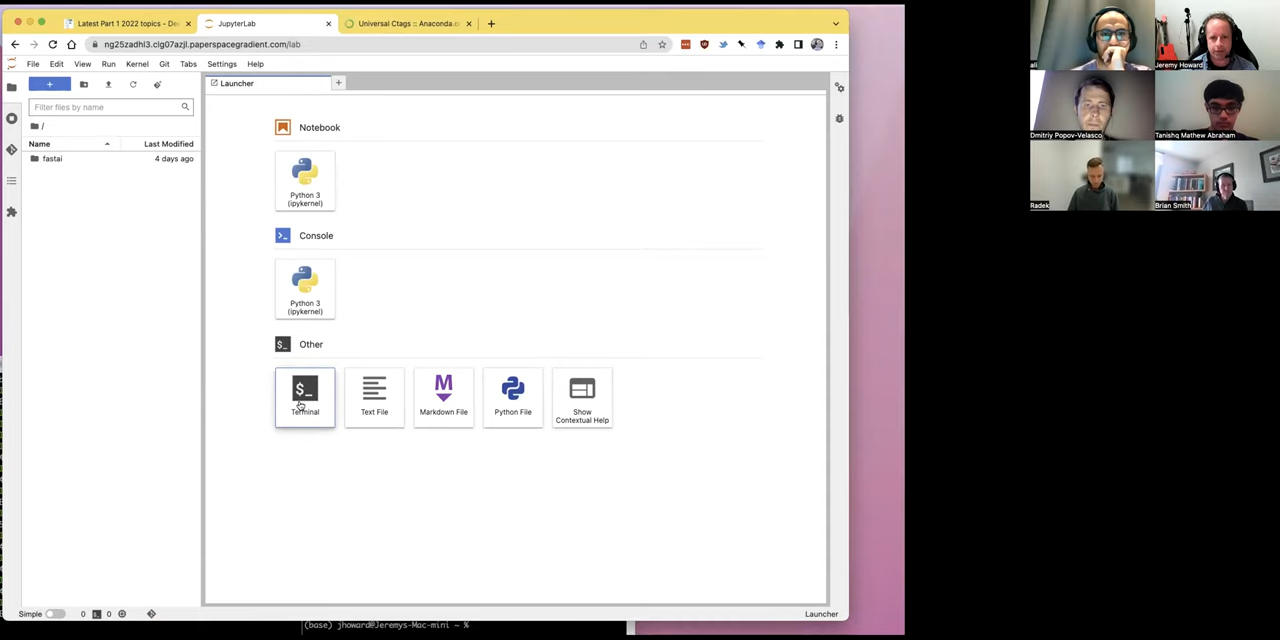 Latest Part 1 2022 topics - De
JupyterLab
Universal Ctags :: Anaconda.o
ng25zadhl3.clg07azjl.paperspacegradient.com/lab
File Edit View Run Kernel Git Tabs Settings Help
Launcher
Filter files by name
/
Name Last Modified
fastai 4 days ago
Notebook
Python 3
(ipykernel)
Console
Python 3
(ipykernel)
$_ Other
$_
Terminal
Text File
M
Markdown File
Python File
Show
Contextual Help
Simple 0 0 Launcher
(base) jhoward@Jeremys-Mac-mini ~ %
ali
Jeremy Howard
Dmitriy Popov-Velasco
Tanishq Mathew Abraham
Radek
Brian Smith